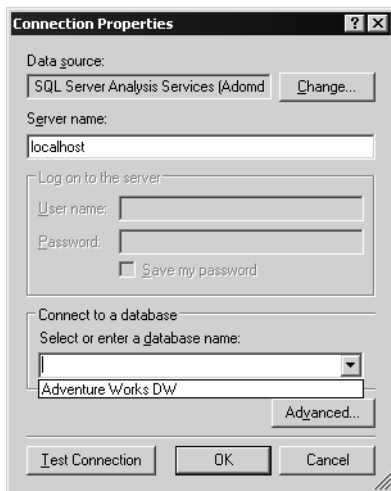 Connection Properties
Data source:
SQL Server Analysis Services (Adomd
Change...
Server name:
localhost
Log on to the server
User name:
Password:
Save my password
Connect to a database
Select or enter a database name:
Adventure Works DW
Advanced...
Test Connection OK Cancel